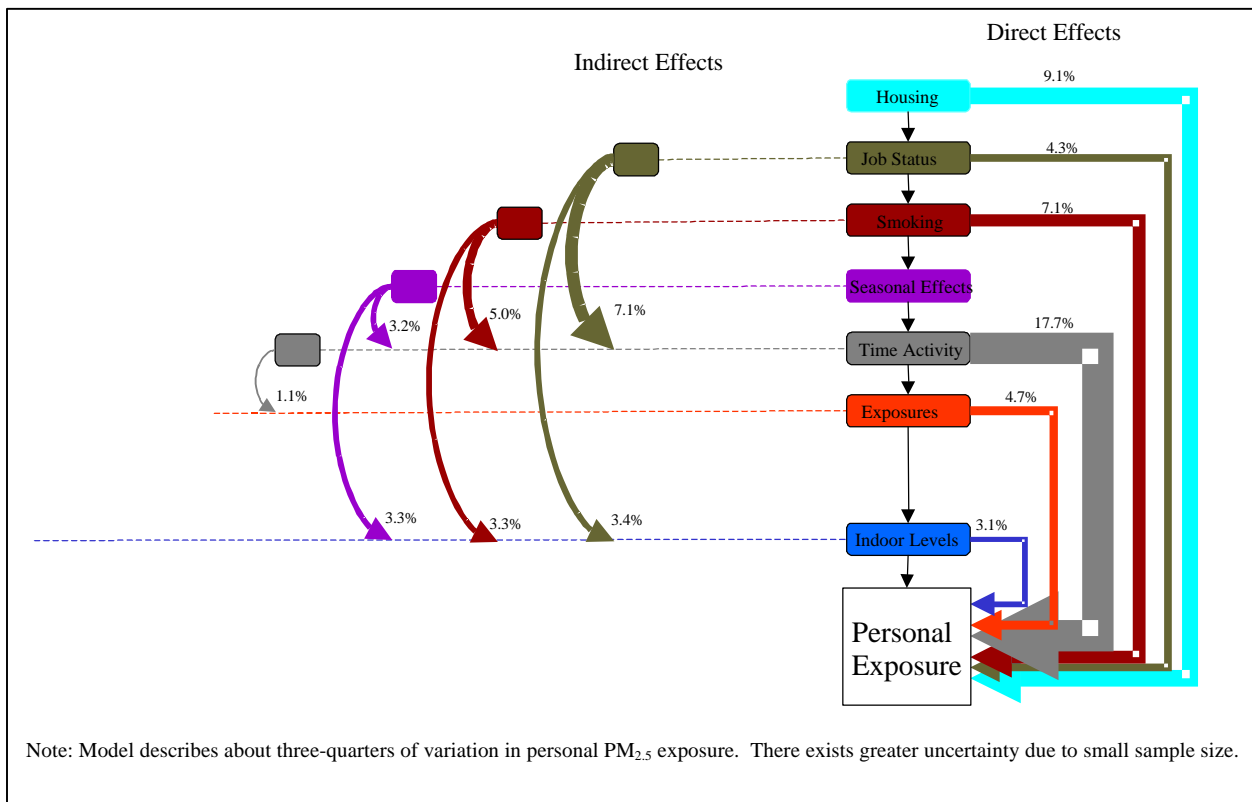 Direct Effects
Indirect Effects
9.1%
Housing
Job Status
4.3%
Smoking
7.1%
Seasonal Effects
3.2%
5.0%
7.1%
Time Activity
17.7%
1.1%
Exposures
4.7%
3.3%
3.3%
3.4%
Indoor Levels
3.1%
Personal
Exposure
Note: Model describes about three-quarters of variation in personal PM2.5 exposure. There exists greater uncertainty due to small sample size.